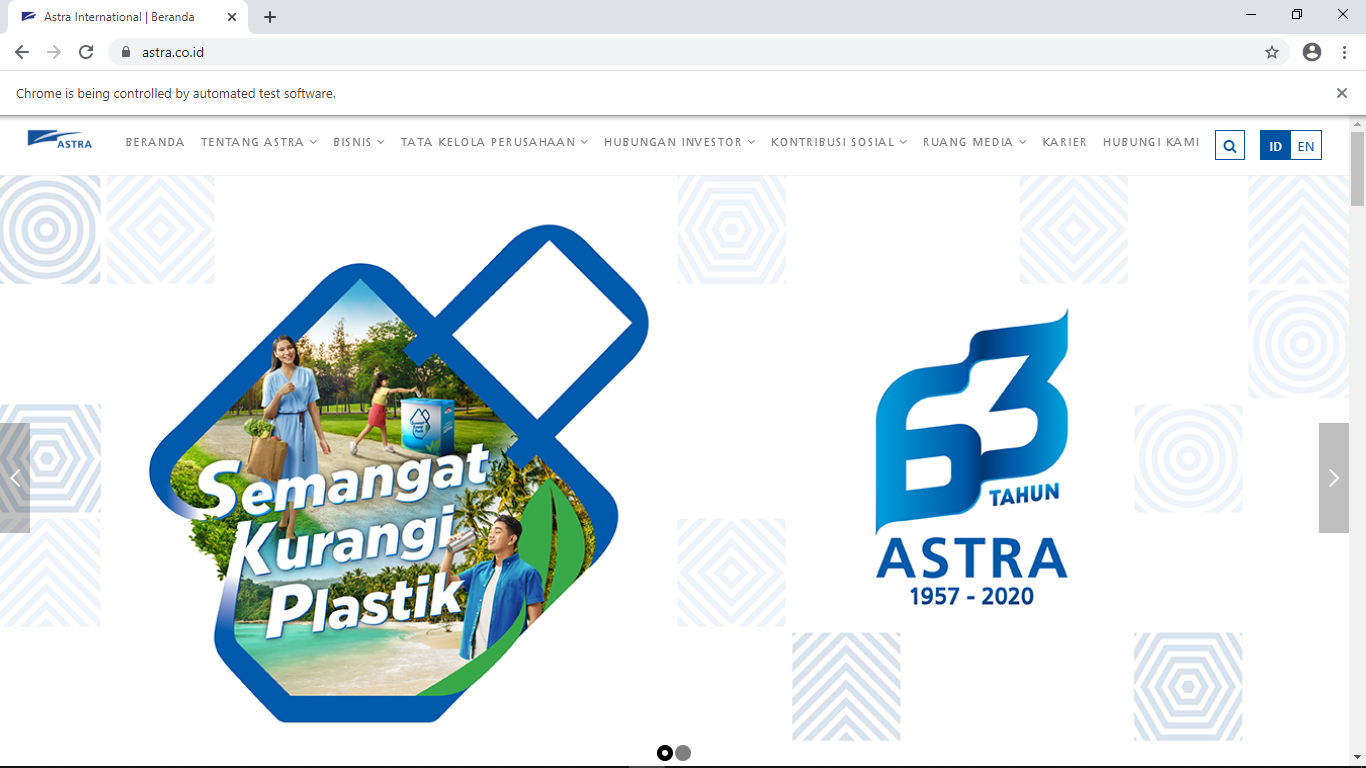 Astra International | Beranda
astra.co.id
Chrome is being controlled by automated test software.
ASTRA BERANDA TENTANG ASTRA BISNIS TATA KELOLA PERUSAHAAN HUBUNGAN INVESTOR KONTRIBUSI SOSIAL RUANG MEDIA KARIER HUBUNGI KAMI ID EN
Semangat
Kurangi
Plastik
63
TAHUN
ASTRA
1957 - 2020